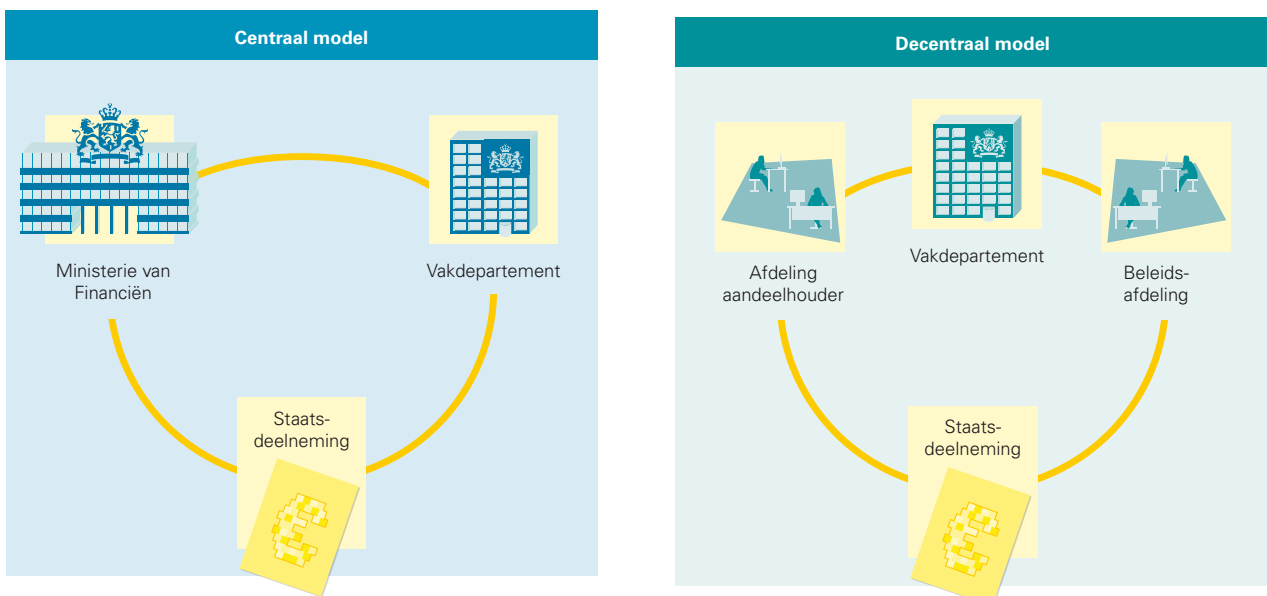 Centraal model
Ministerie van
Financiën
Vakdepartement
Staats-
deelneming
Decentraal model
Afdeling
aandeelhouder
Vakdepartement
Beleids-
afdeling
Staats-
deelneming